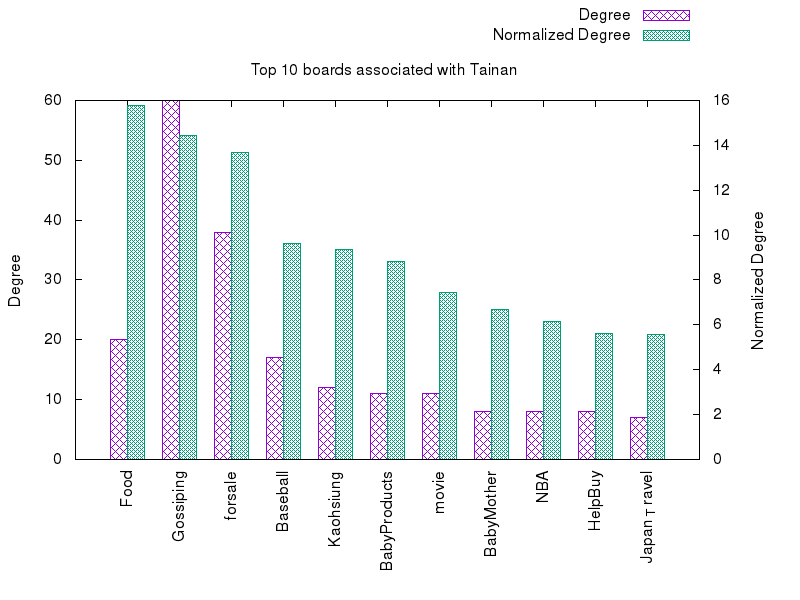 Degree
Normalized Degree
Top 10 boards associated with Tainan
60
50
40
30
20
10
0
Degree
16
14
12
10
8
6
4
2
0
Normalized Degree
Food
Gossiping
forsale
Baseball
Kaohsiung
BabyProducts
movie
BabyMother
NBA
HelpBuy
Japan T ravel